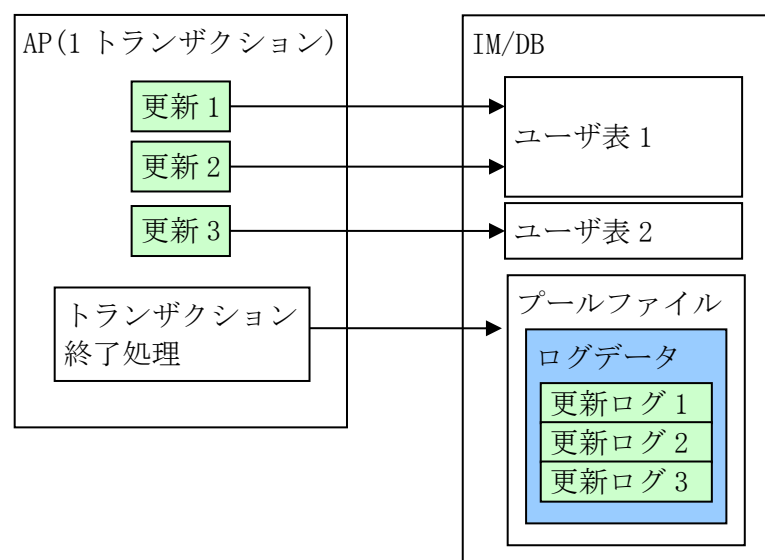 AP(1 トランザクション)
更新 1
更新 2
更新 3
トランザクション
終了処理
IM/DB
ユーザ表 1
ユーザ表 2
プールファイル
ログデータ
更新ログ 1
更新ログ 2
更新ログ 3